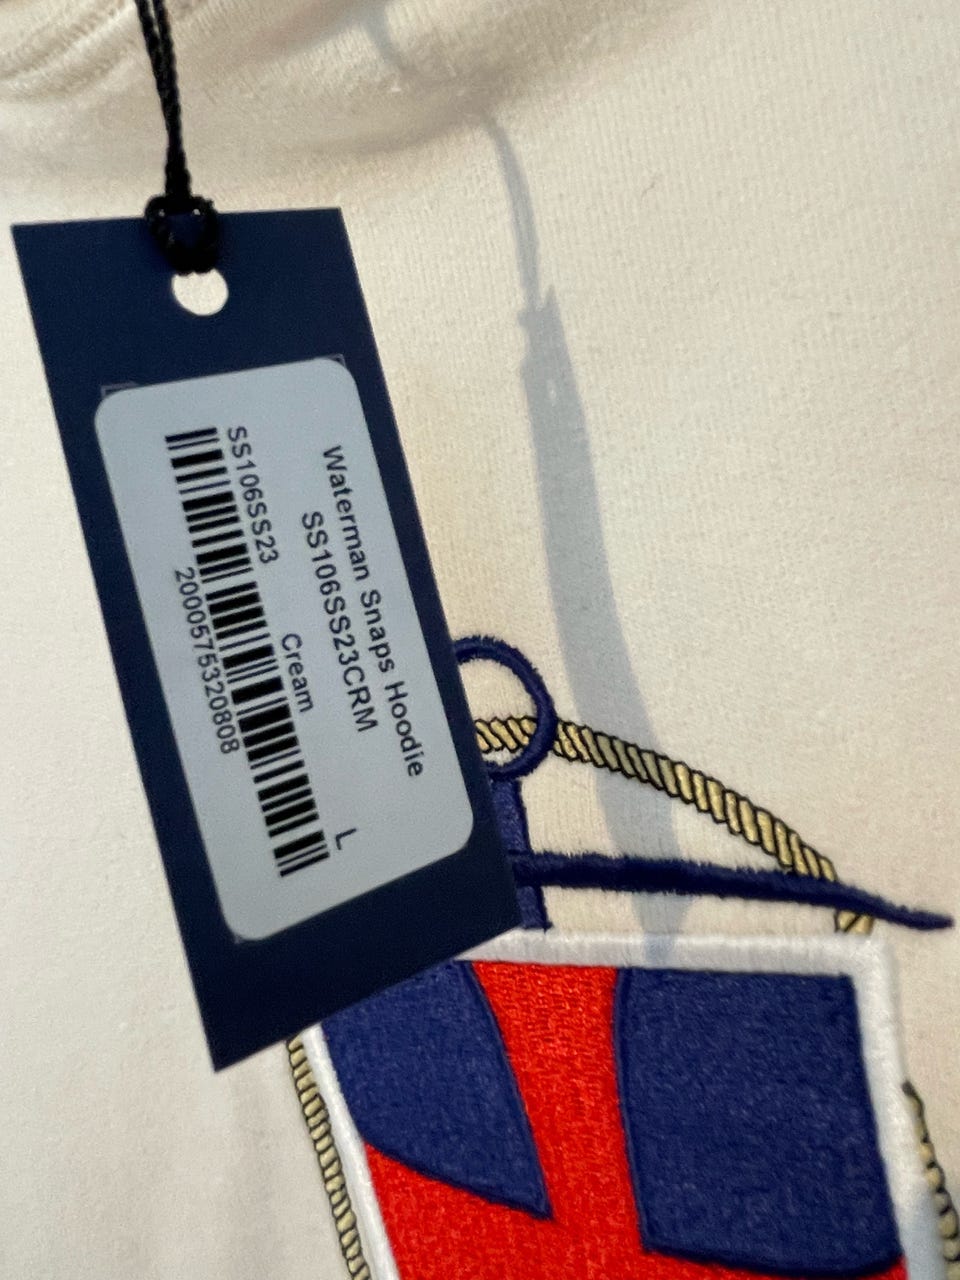 Waterman Snaps Hoodie
SS106SS23CRM
Cream
L
SS106SS23
2000575320808